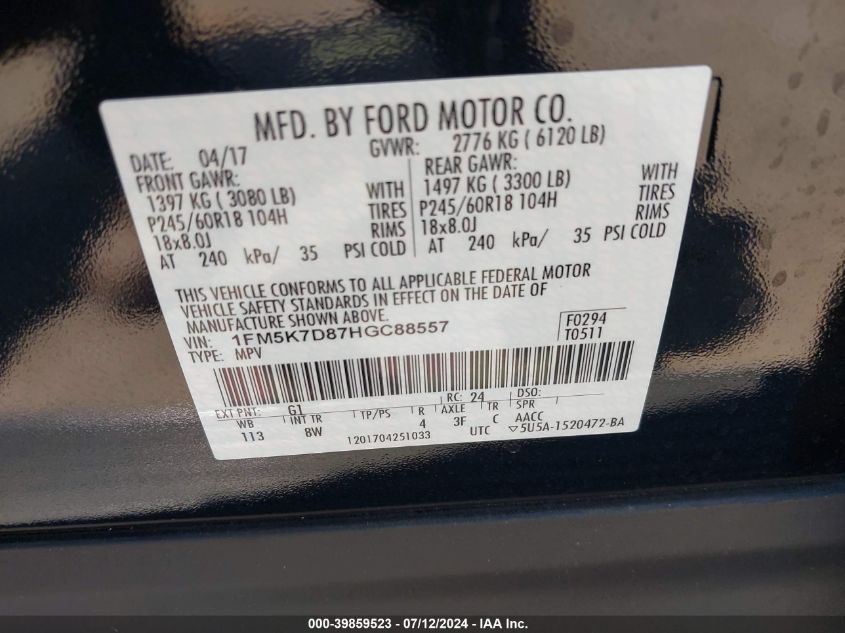 MFD. BY FORD MOTOR CO.
DATE: 04/17 GVWR: 2776 KG ( 6120 LB)
FRONT GAWR: REAR GAWR:
1397 KG ( 3080 LB) WITH 1497 KG ( 3300 LB) WITH
P245/60R18 104H TIRES P245/60R18 104H TIRES
18x8.0J RIMS 18x8.0J RIMS
AT 240 kPa/ 35 PSI COLD AT 240 kPa/ 35 PSI COLD
THIS VEHICLE CONFORMS TO ALL APPLICABLE FEDERAL MOTOR
VEHICLE SAFETY STANDARDS IN EFFECT ON THE DATE OF
MANUFACTURE SHOWN ABOVE.
VIN: 1FM5K7D87HGC88557 F0294
TYPE: MPV T0511
EXT PNT: G1 RC: 24 DSO:
WB INT TR TP/PS R AXLE TR SPR
113 8W 4 3F C AACC
1201704251033 UTC ▽5U5A-1520472-BA
000-39859523 - 07/12/2024 - IAAI.com